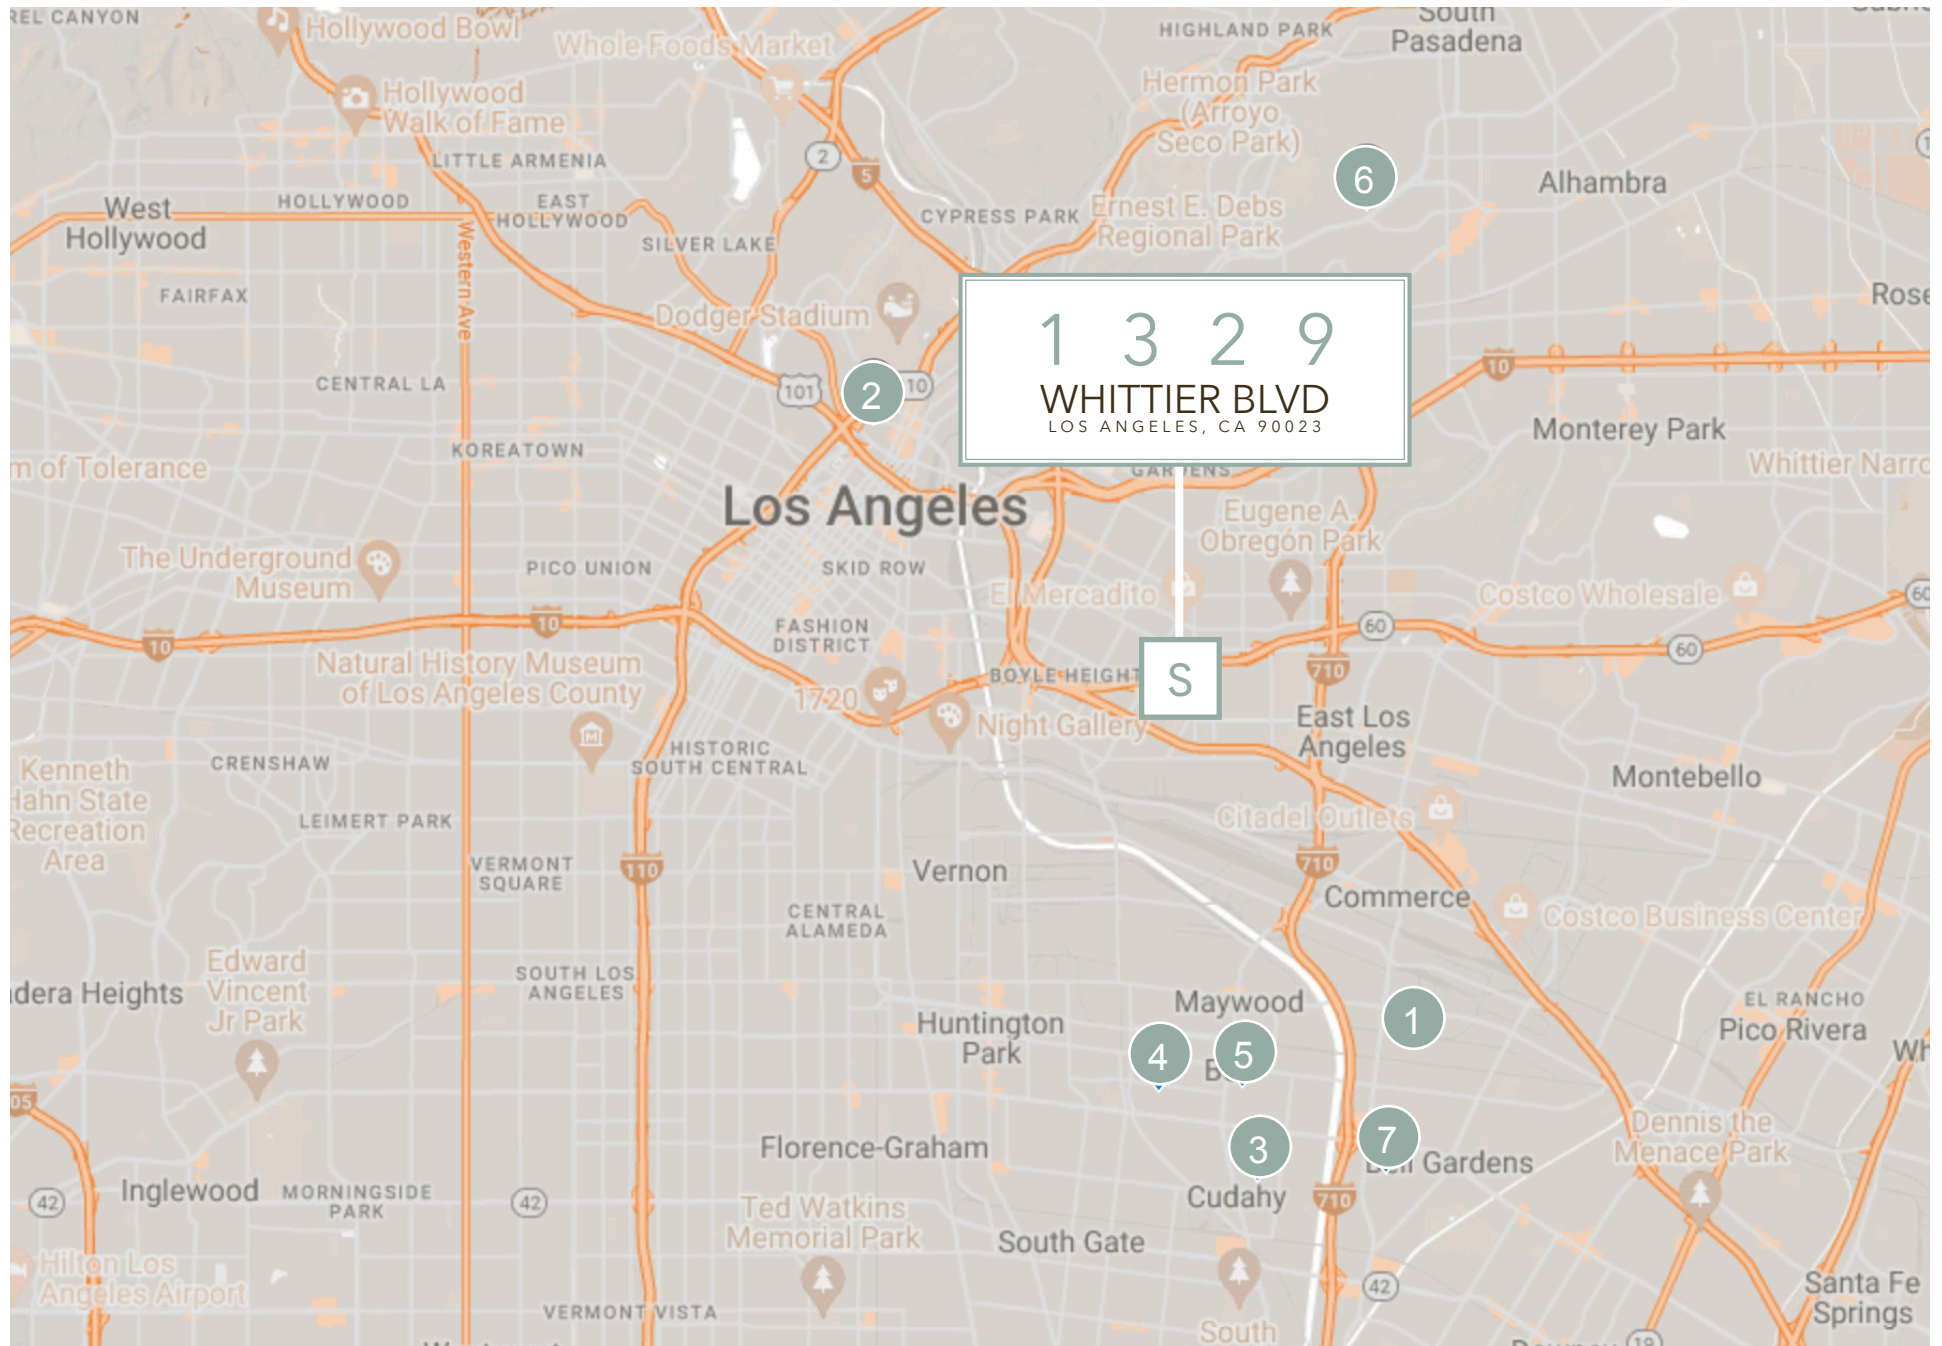 REL CANYON
Hollywood Bowl
Whole Foods Market
HIGHLAND PARK
South
Pasadena
Hollywood
Walk of Fame
Hermon Park
(Arroyo
Seco Park)
LITTLE ARMENIA
2
5
6
Alhambra
West
Hollywood
HOLLYWOOD
EAST
HOLLYWOOD
CYPRESS PARK
Ernest E. Debs
Regional Park
SILVER LAKE
Western Ave
FAIRFAX
Rose
Dodger Stadium
1 3 2 9
WHITTIER BLVD
LOS ANGELES, CA 90023
CENTRAL LA
101
2
10
10
Monterey Park
KOREATOWN
m of Tolerance
GARDENS
Whittier Narro
Los Angeles
Eugene A.
Obregón Park
The Underground
Museum
PICO UNION
SKID ROW
El Mercadito
Costco Wholesale
60
10
10
FASHION
DISTRICT
60
60
Natural History Museum
of Los Angeles County
1720
BOYLE HEIGHT
S
710
Night Gallery
East Los
Angeles
HISTORIC
SOUTH CENTRAL
CRENSHAW
Kenneth
Hahn State
Recreation
Area
Montebello
LEIMERT PARK
Citadel Outlets
VERMONT
SQUARE
110
Vernon
710
Commerce
CENTRAL
ALAMEDA
Costco Business Center
Edward
Vincent
Jr Park
SOUTH LOS
ANGELES
dera Heights
Maywood
1
EL RANCHO
Pico Rivera
Huntington
Park
4
5
B
Wh
05
Florence-Graham
3
7
Bell Gardens
Dennis the
Menace Park
42
Inglewood
MORNINGSIDE
PARK
42
Cudahy
710
Ted Watkins
Memorial Park
South Gate
Hilton Los
Angeles Airport
42
Santa Fe
Springs
VERMONT VISTA
South
19